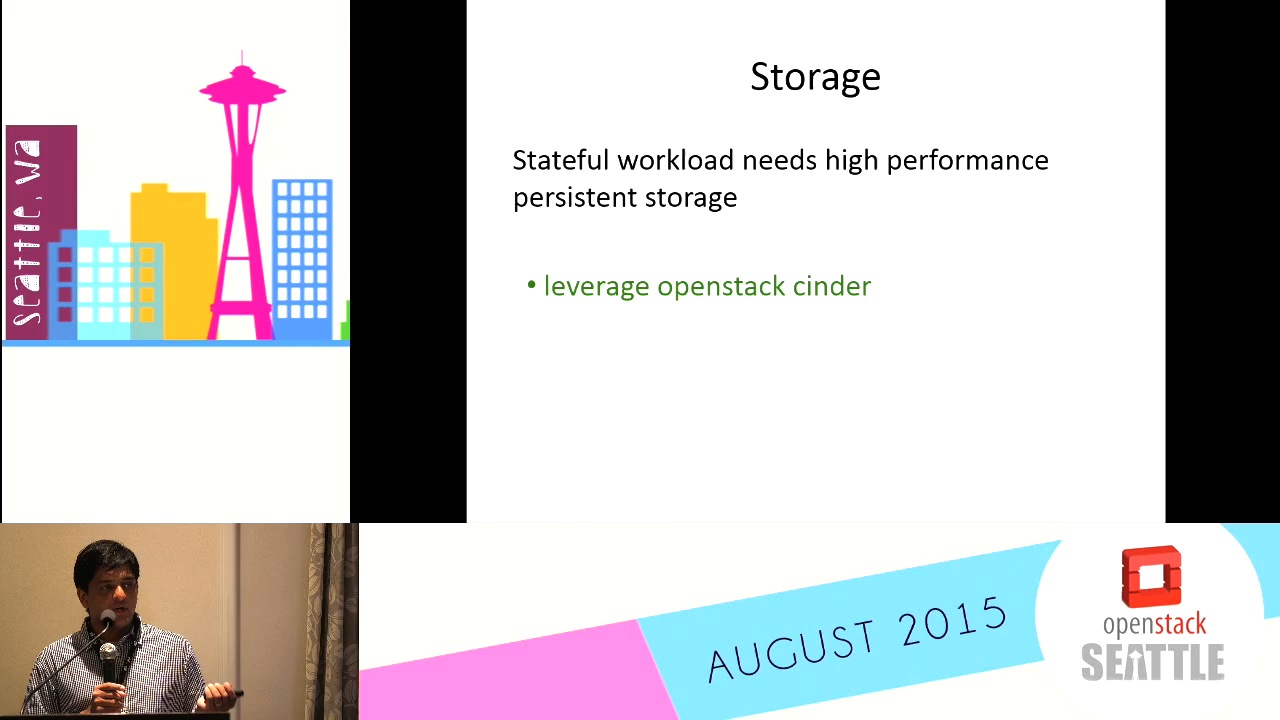 Seattle, wa
Storage
Stateful workload needs high performance
persistent storage
• leverage openstack cinder
AUGUST 2015
openstack
SEATTLE